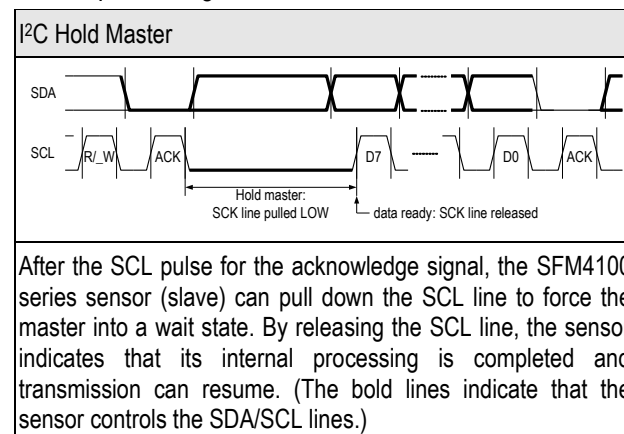 I²C Hold Master
SDA
SCL
R/_W ACK D7 D0 ACK
Hold master:
SCK line pulled LOW
data ready: SCK line released
After the SCL pulse for the acknowledge signal, the SFM4100
series sensor (slave) can pull down the SCL line to force the
master into a wait state. By releasing the SCL line, the senso
indicates that its internal processing is completed and
transmission can resume. (The bold lines indicate that the
sensor controls the SDA/SCL lines.)